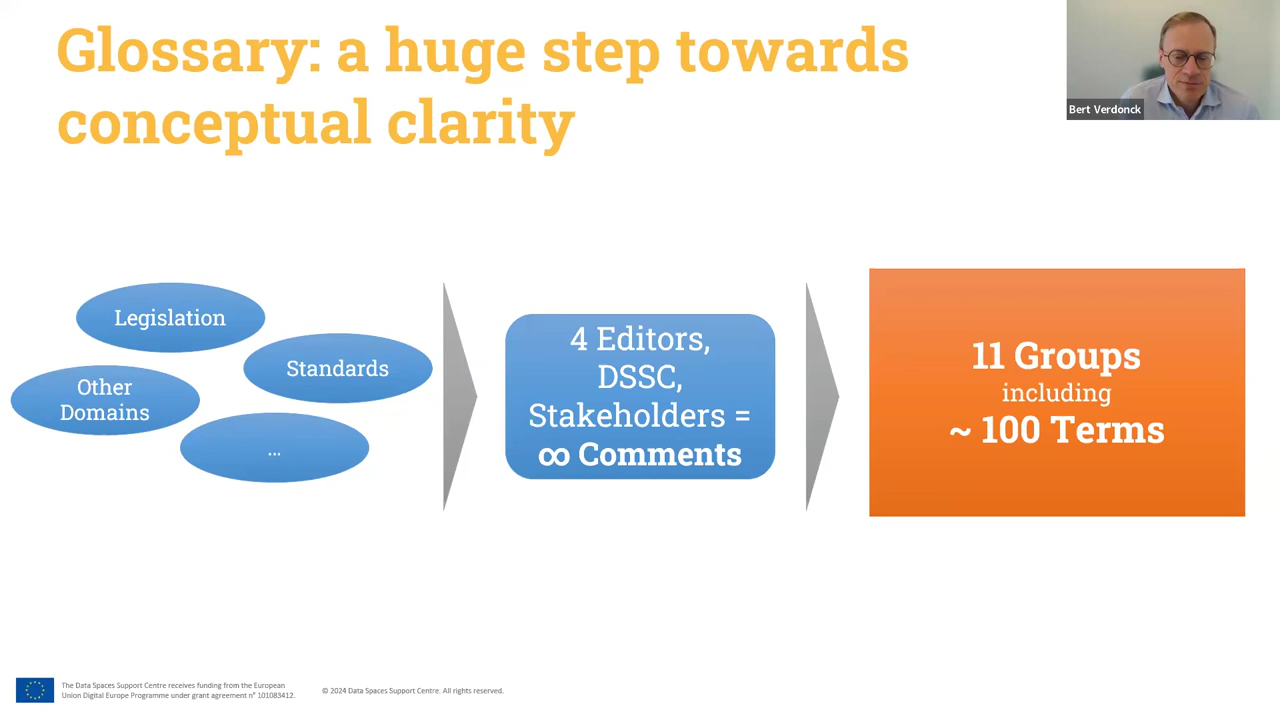 Glossary: a huge step towards
conceptual clarity
Bert Verdonck
Legislation
Standards
Other
Domains
...
4 Editors,
DSSC,
Stakeholders =
∞ Comments
11 Groups
including
~ 100 Terms
The Data Spaces Support Centre receives funding from the European
Union Digital Europe Programme under grant agreement n° 101083412.
© 2024 Data Spaces Support Centre. All rights reserved.